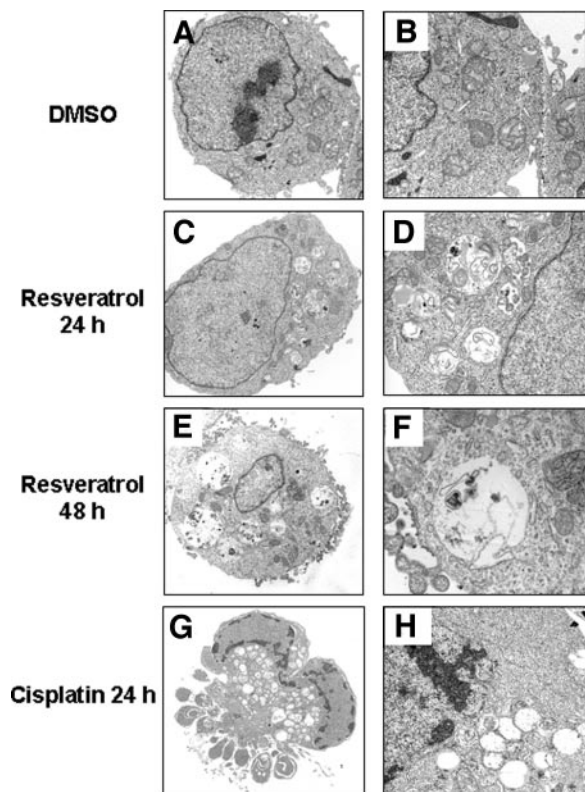 A
B
DMSO
C
D
Resveratrol
24 h
E
F
Resveratrol
48 h
G
H
Cisplatin 24 h